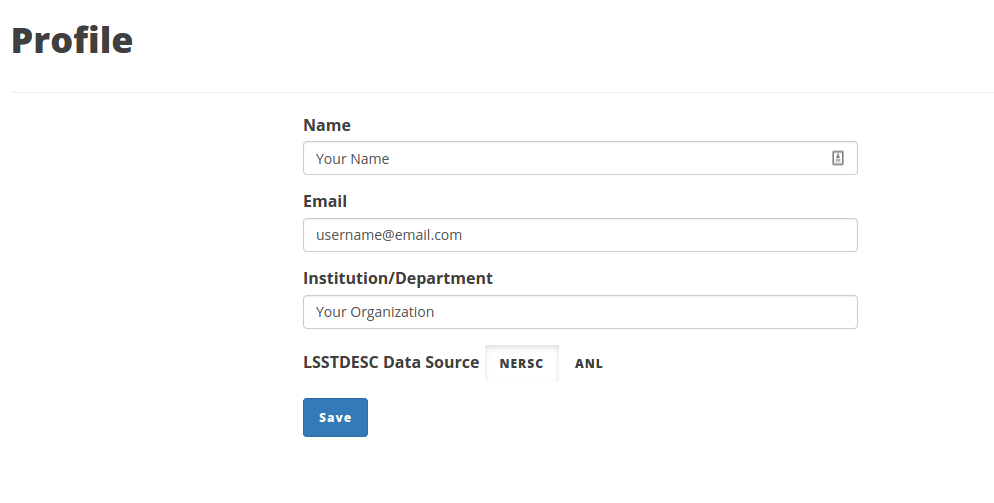 Profile
Name
Your Name
Email
username@email.com
Institution/Department
Your Organization
LSSTDESC Data Source NERSC ANL
Save